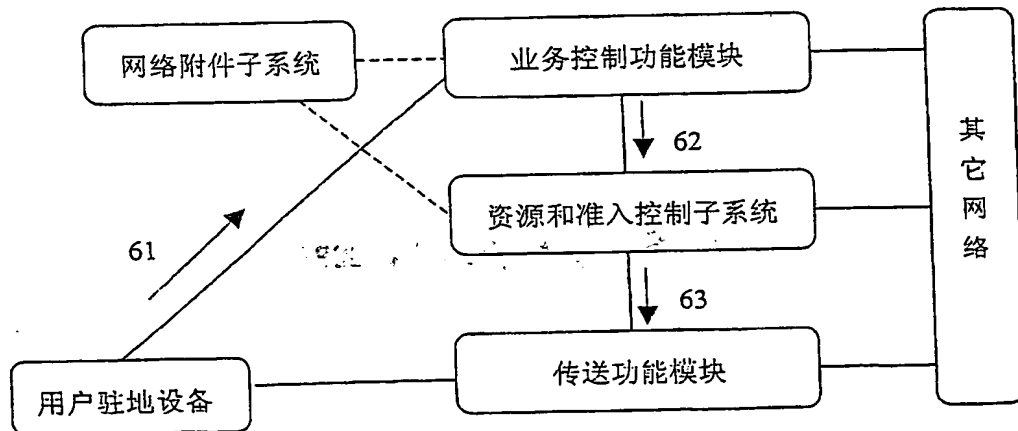 网络附件子系统
业务控制功能模块
62
资源和准入控制子系统
其它网络
61
63
传送功能模块
用户驻地设备